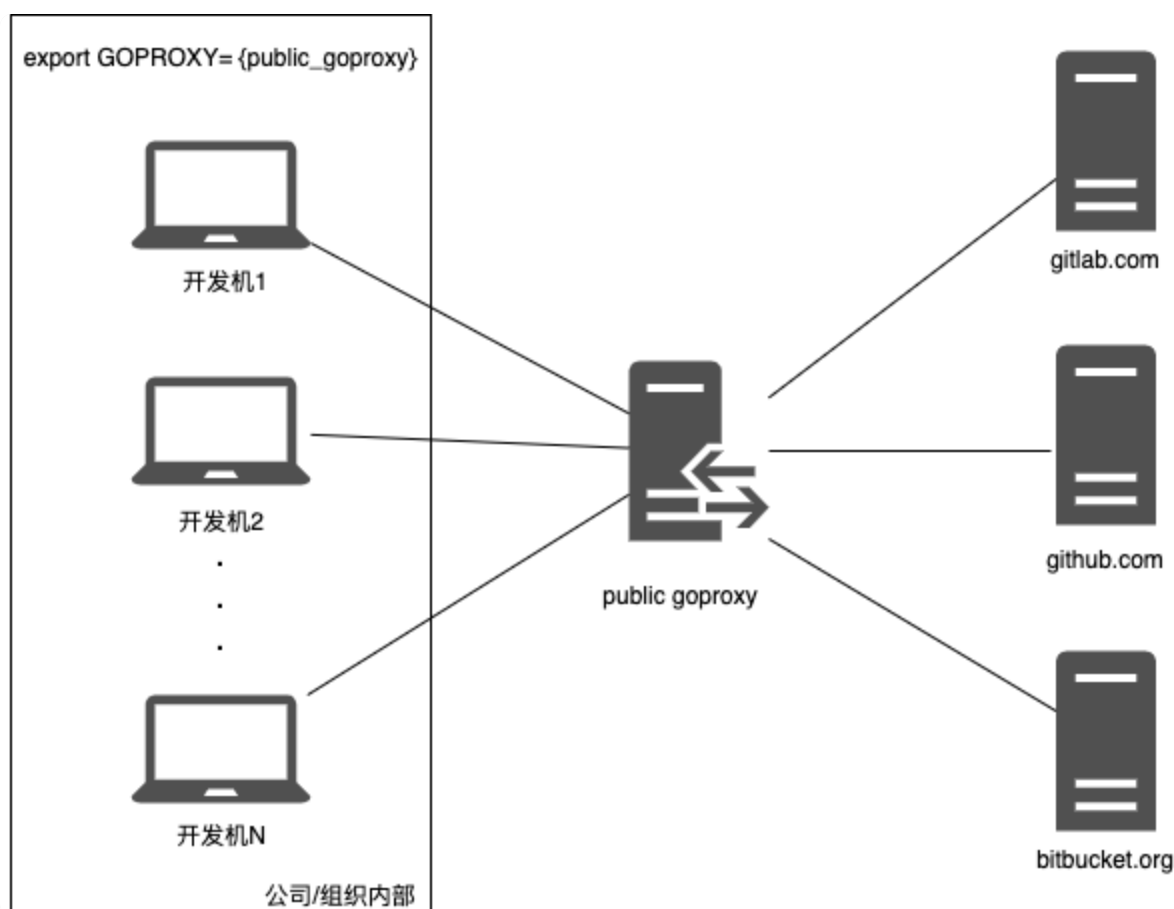 export GOPROXY= {public_goproxy}
开发机1
开发机2
开发机N
公司/组织内部
public goproxy
gitlab.com
github.com
bitbucket.org